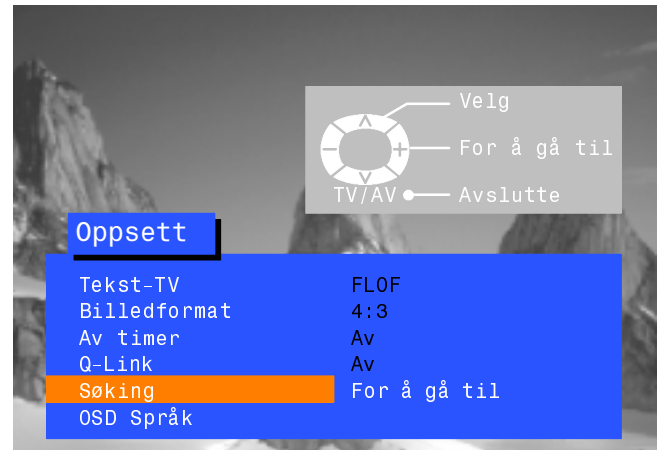 Velg
For å gå til
TV/AV Avslutte
Oppsett
Tekst-TV FLOF
Billedformat 4:3
Av timer Av
Q-Link Av
Søking For å gå til
OSD Språk